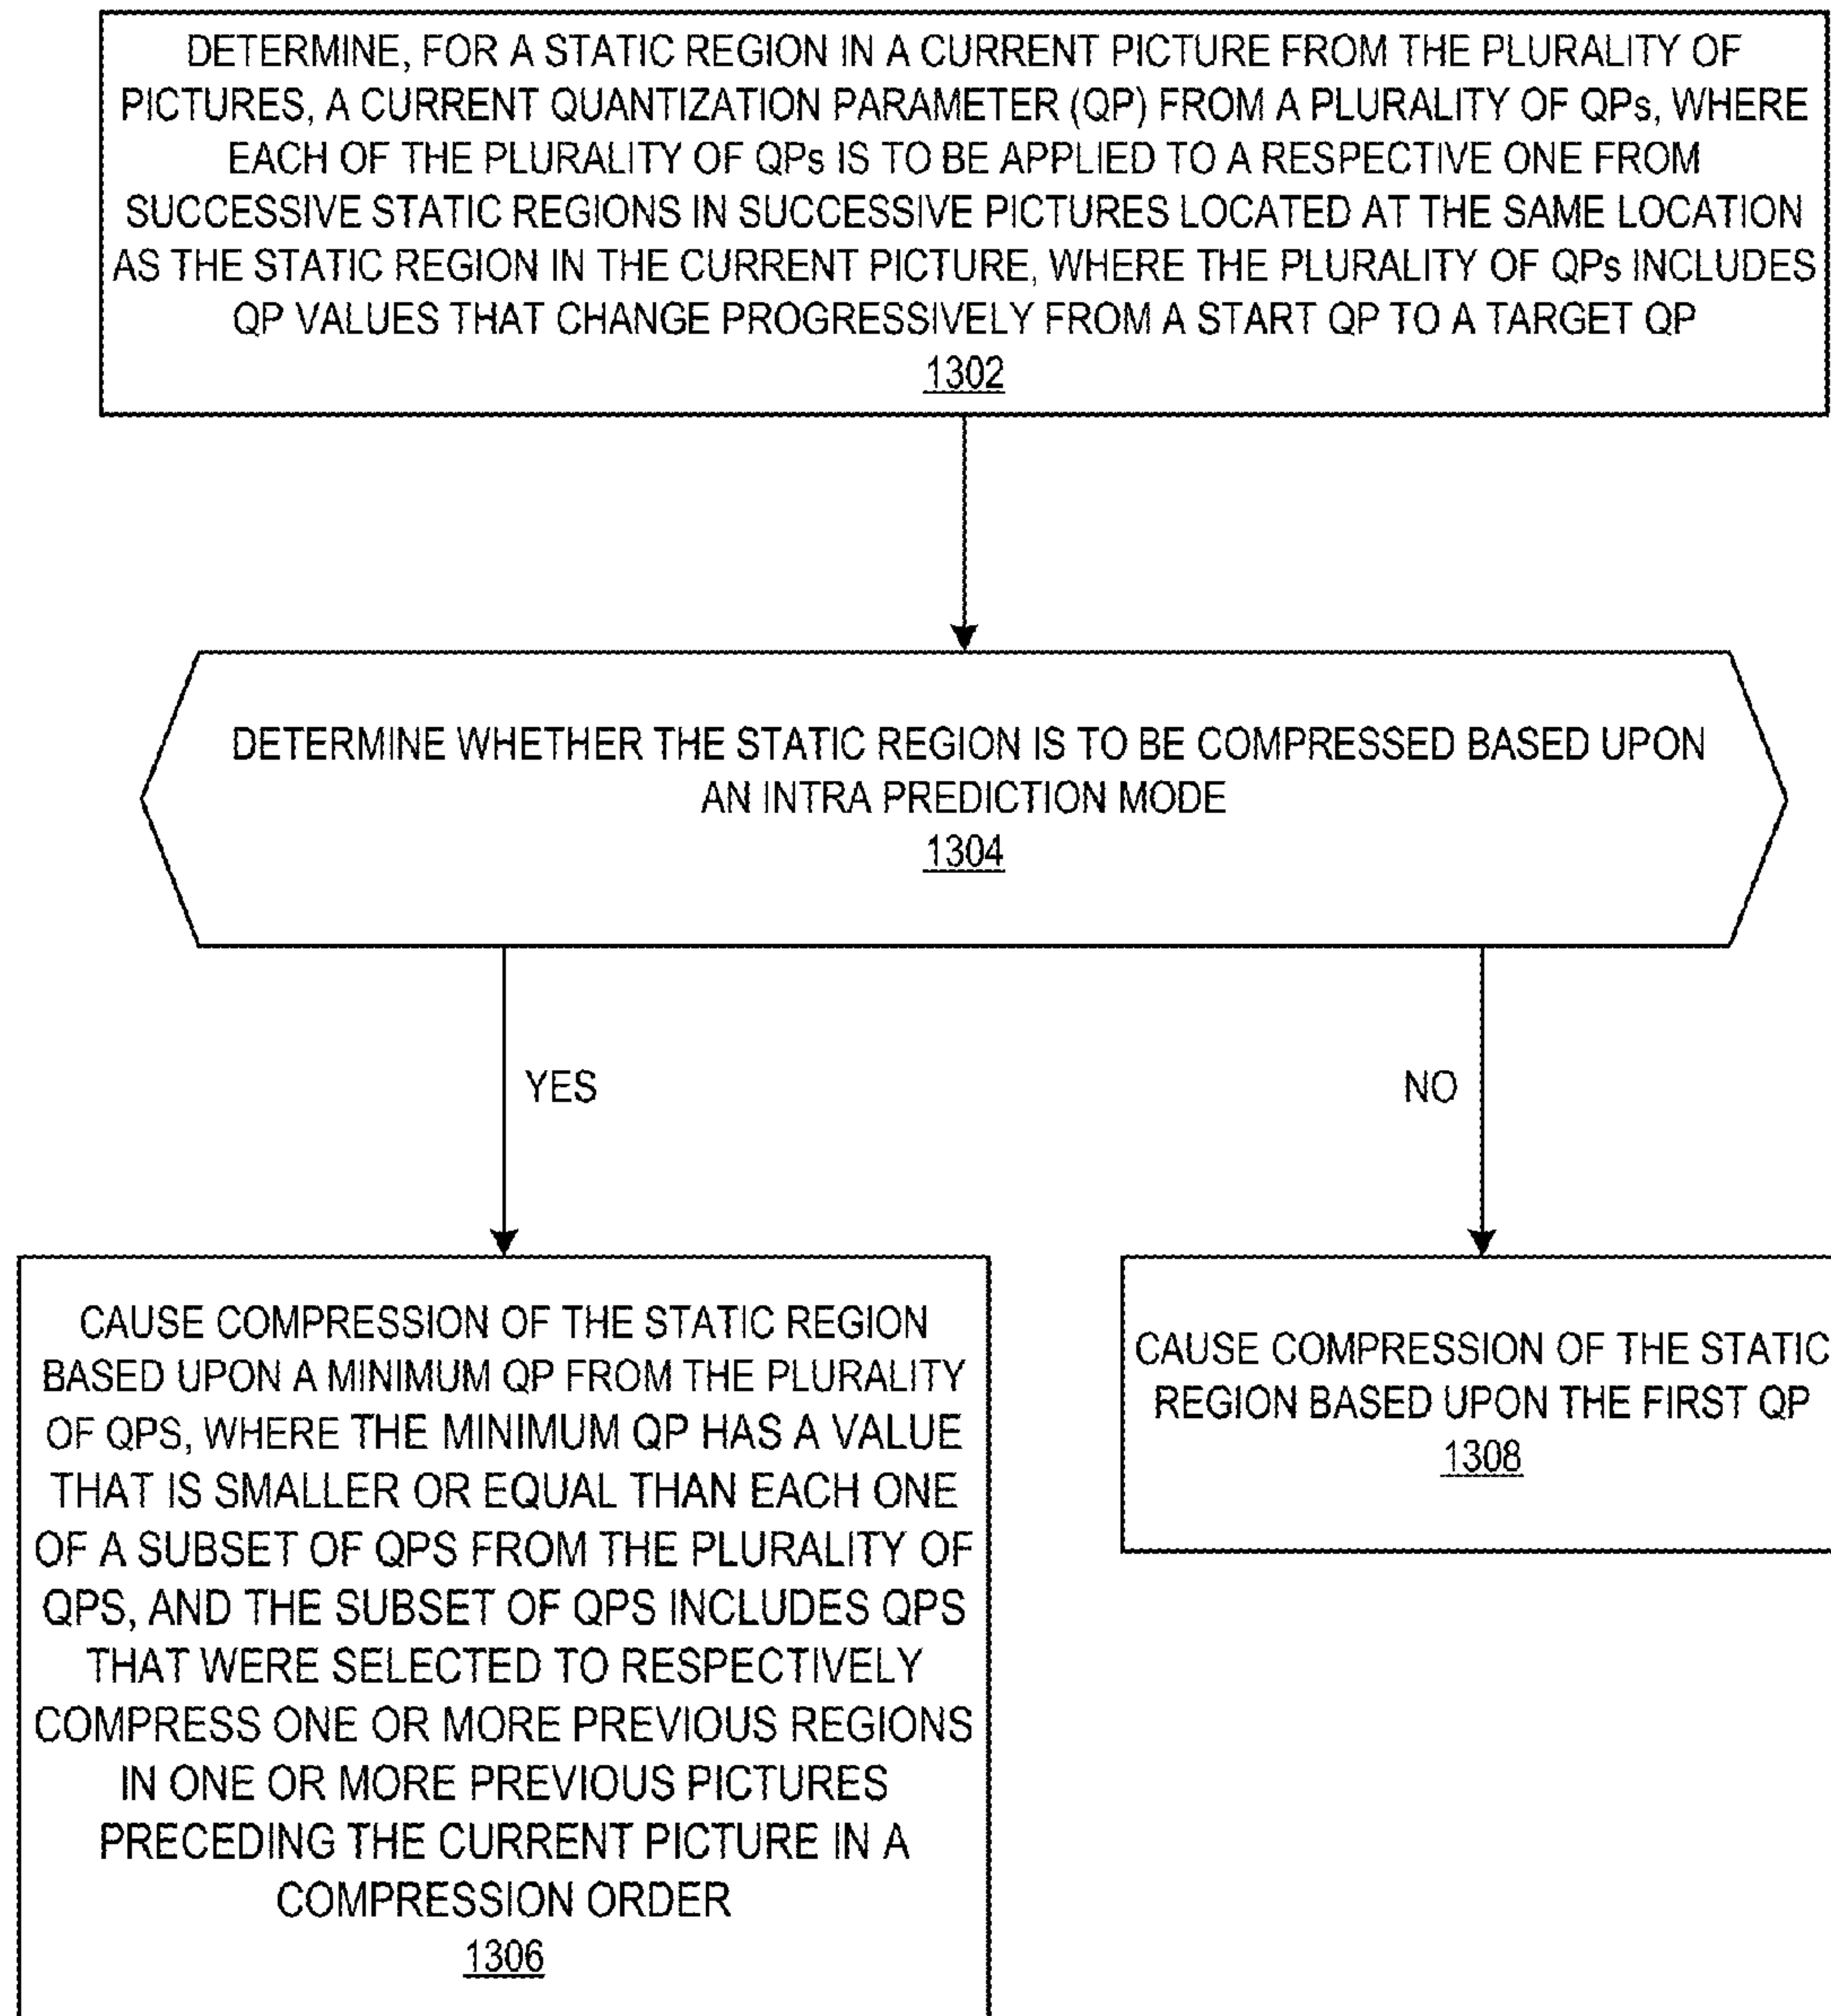 DETERMINE, FOR A STATIC REGION IN A CURRENT PICTURE FROM THE PLURALITY OF
PICTURES, A CURRENT QUANTIZATION PARAMETER (QP) FROM A PLURALITY OF QPs, WHERE
EACH OF THE PLURALITY OF QPs IS TO BE APPLIED TO A RESPECTIVE ONE FROM
SUCCESSIVE STATIC REGIONS IN SUCCESSIVE PICTURES LOCATED AT THE SAME LOCATION
AS THE STATIC REGION IN THE CURRENT PICTURE, WHERE THE PLURALITY OF QPs INCLUDES
QP VALUES THAT CHANGE PROGRESSIVELY FROM A START QP TO A TARGET QP
1302
DETERMINE WHETHER THE STATIC REGION IS TO BE COMPRESSED BASED UPON
AN INTRA PREDICTION MODE
1304
YES
NO
CAUSE COMPRESSION OF THE STATIC REGION
BASED UPON A MINIMUM QP FROM THE PLURALITY
OF QPS, WHERE THE MINIMUM QP HAS A VALUE
THAT IS SMALLER OR EQUAL THAN EACH ONE
OF A SUBSET OF QPS FROM THE PLURALITY OF
QPS, AND THE SUBSET OF QPS INCLUDES QPS
THAT WERE SELECTED TO RESPECTIVELY
COMPRESS ONE OR MORE PREVIOUS REGIONS
IN ONE OR MORE PREVIOUS PICTURES
PRECEDING THE CURRENT PICTURE IN A
COMPRESSION ORDER
1306
CAUSE COMPRESSION OF THE STATIC
REGION BASED UPON THE FIRST QP
1308